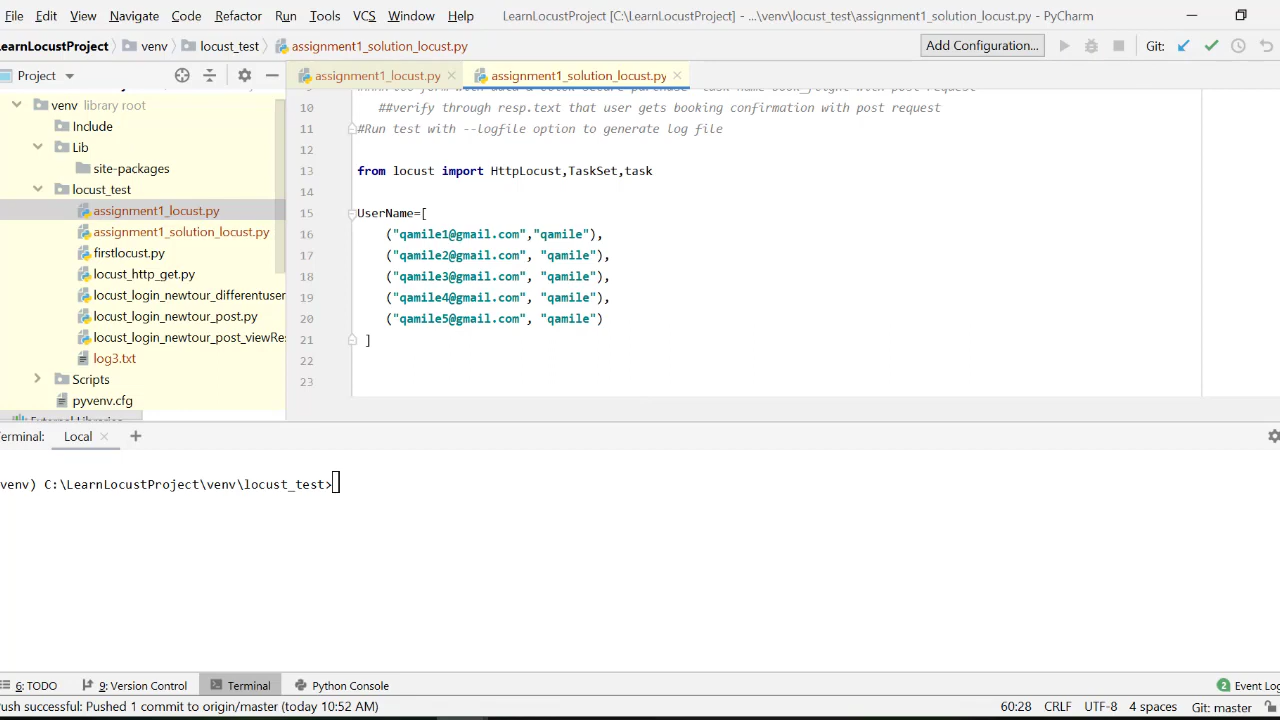 File Edit View Navigate Code Refactor Run Tools VCS Window Help LearnLocustProject [C:\LearnLocustProject] - ...\venv\locust_test\assignment1_solution_locust.py - PyCharm
LearnLocustProject venv locust_test assignment1_solution_locust.py Add Configuration... Git:
Project assignment1_locust.py assignment1_solution_locust.py
venv library root
Include
Lib
site-packages
locust_test
assignment1_locust.py
assignment1_solution_locust.py
firstlocust.py
locust_http_get.py
locust_login_newtour_differentuser
locust_login_newtour_post.py
locust_login_newtour_post_viewRes
log3.txt
Scripts
pyvenv.cfg
External Libraries
10 ##verify through resp.text that user gets booking confirmation with post request
11 #Run test with --logfile option to generate log file
12
13 from locust import HttpLocust,TaskSet,task
14
15 UserName=[
16 ("qamile1@gmail.com","qamile"),
17 ("qamile2@gmail.com", "qamile"),
18 ("qamile3@gmail.com", "qamile"),
19 ("qamile4@gmail.com", "qamile"),
20 ("qamile5@gmail.com", "qamile")
21 ]
22
23
erminal: Local
venv) C:\LearnLocustProject\venv\locust_test>
6: TODO 9: Version Control Terminal Python Console 2 Event Log
ush successful: Pushed 1 commit to origin/master (today 10:52 AM) 60:28 CRLF UTF-8 4 spaces Git: master